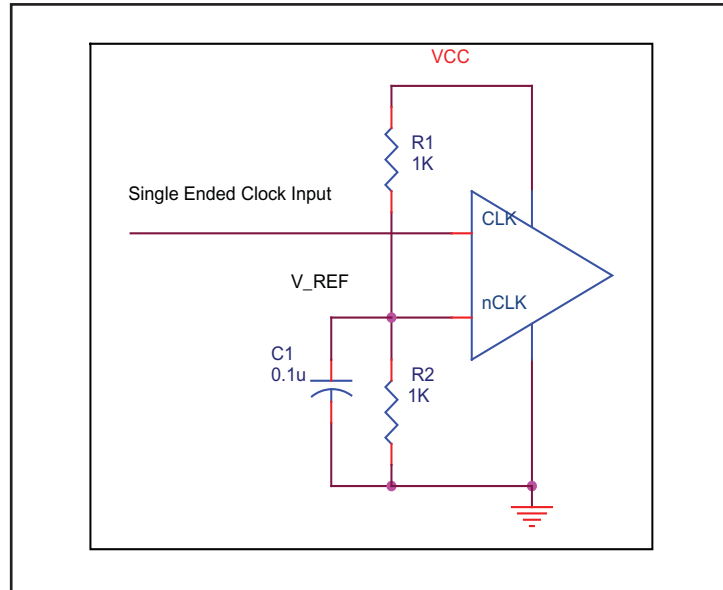 VCC
R1
1K
Single Ended Clock Input
CLK
V_REF
nCLK
C1
0.1u
R2
1K